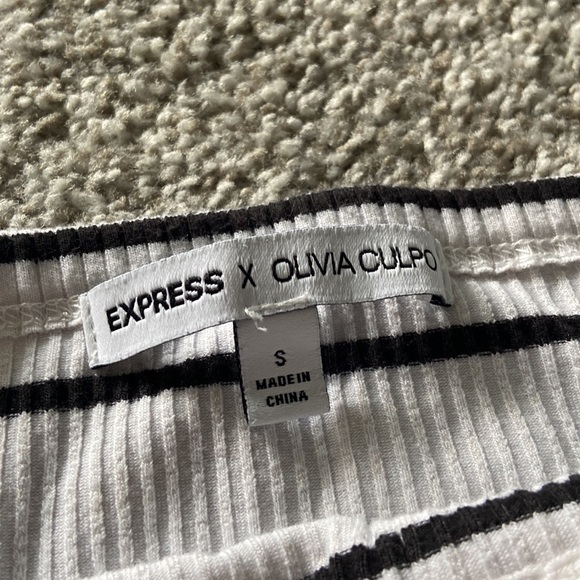 EXPRESS X OLIVIA CULPO
S
MADE IN
CHINA